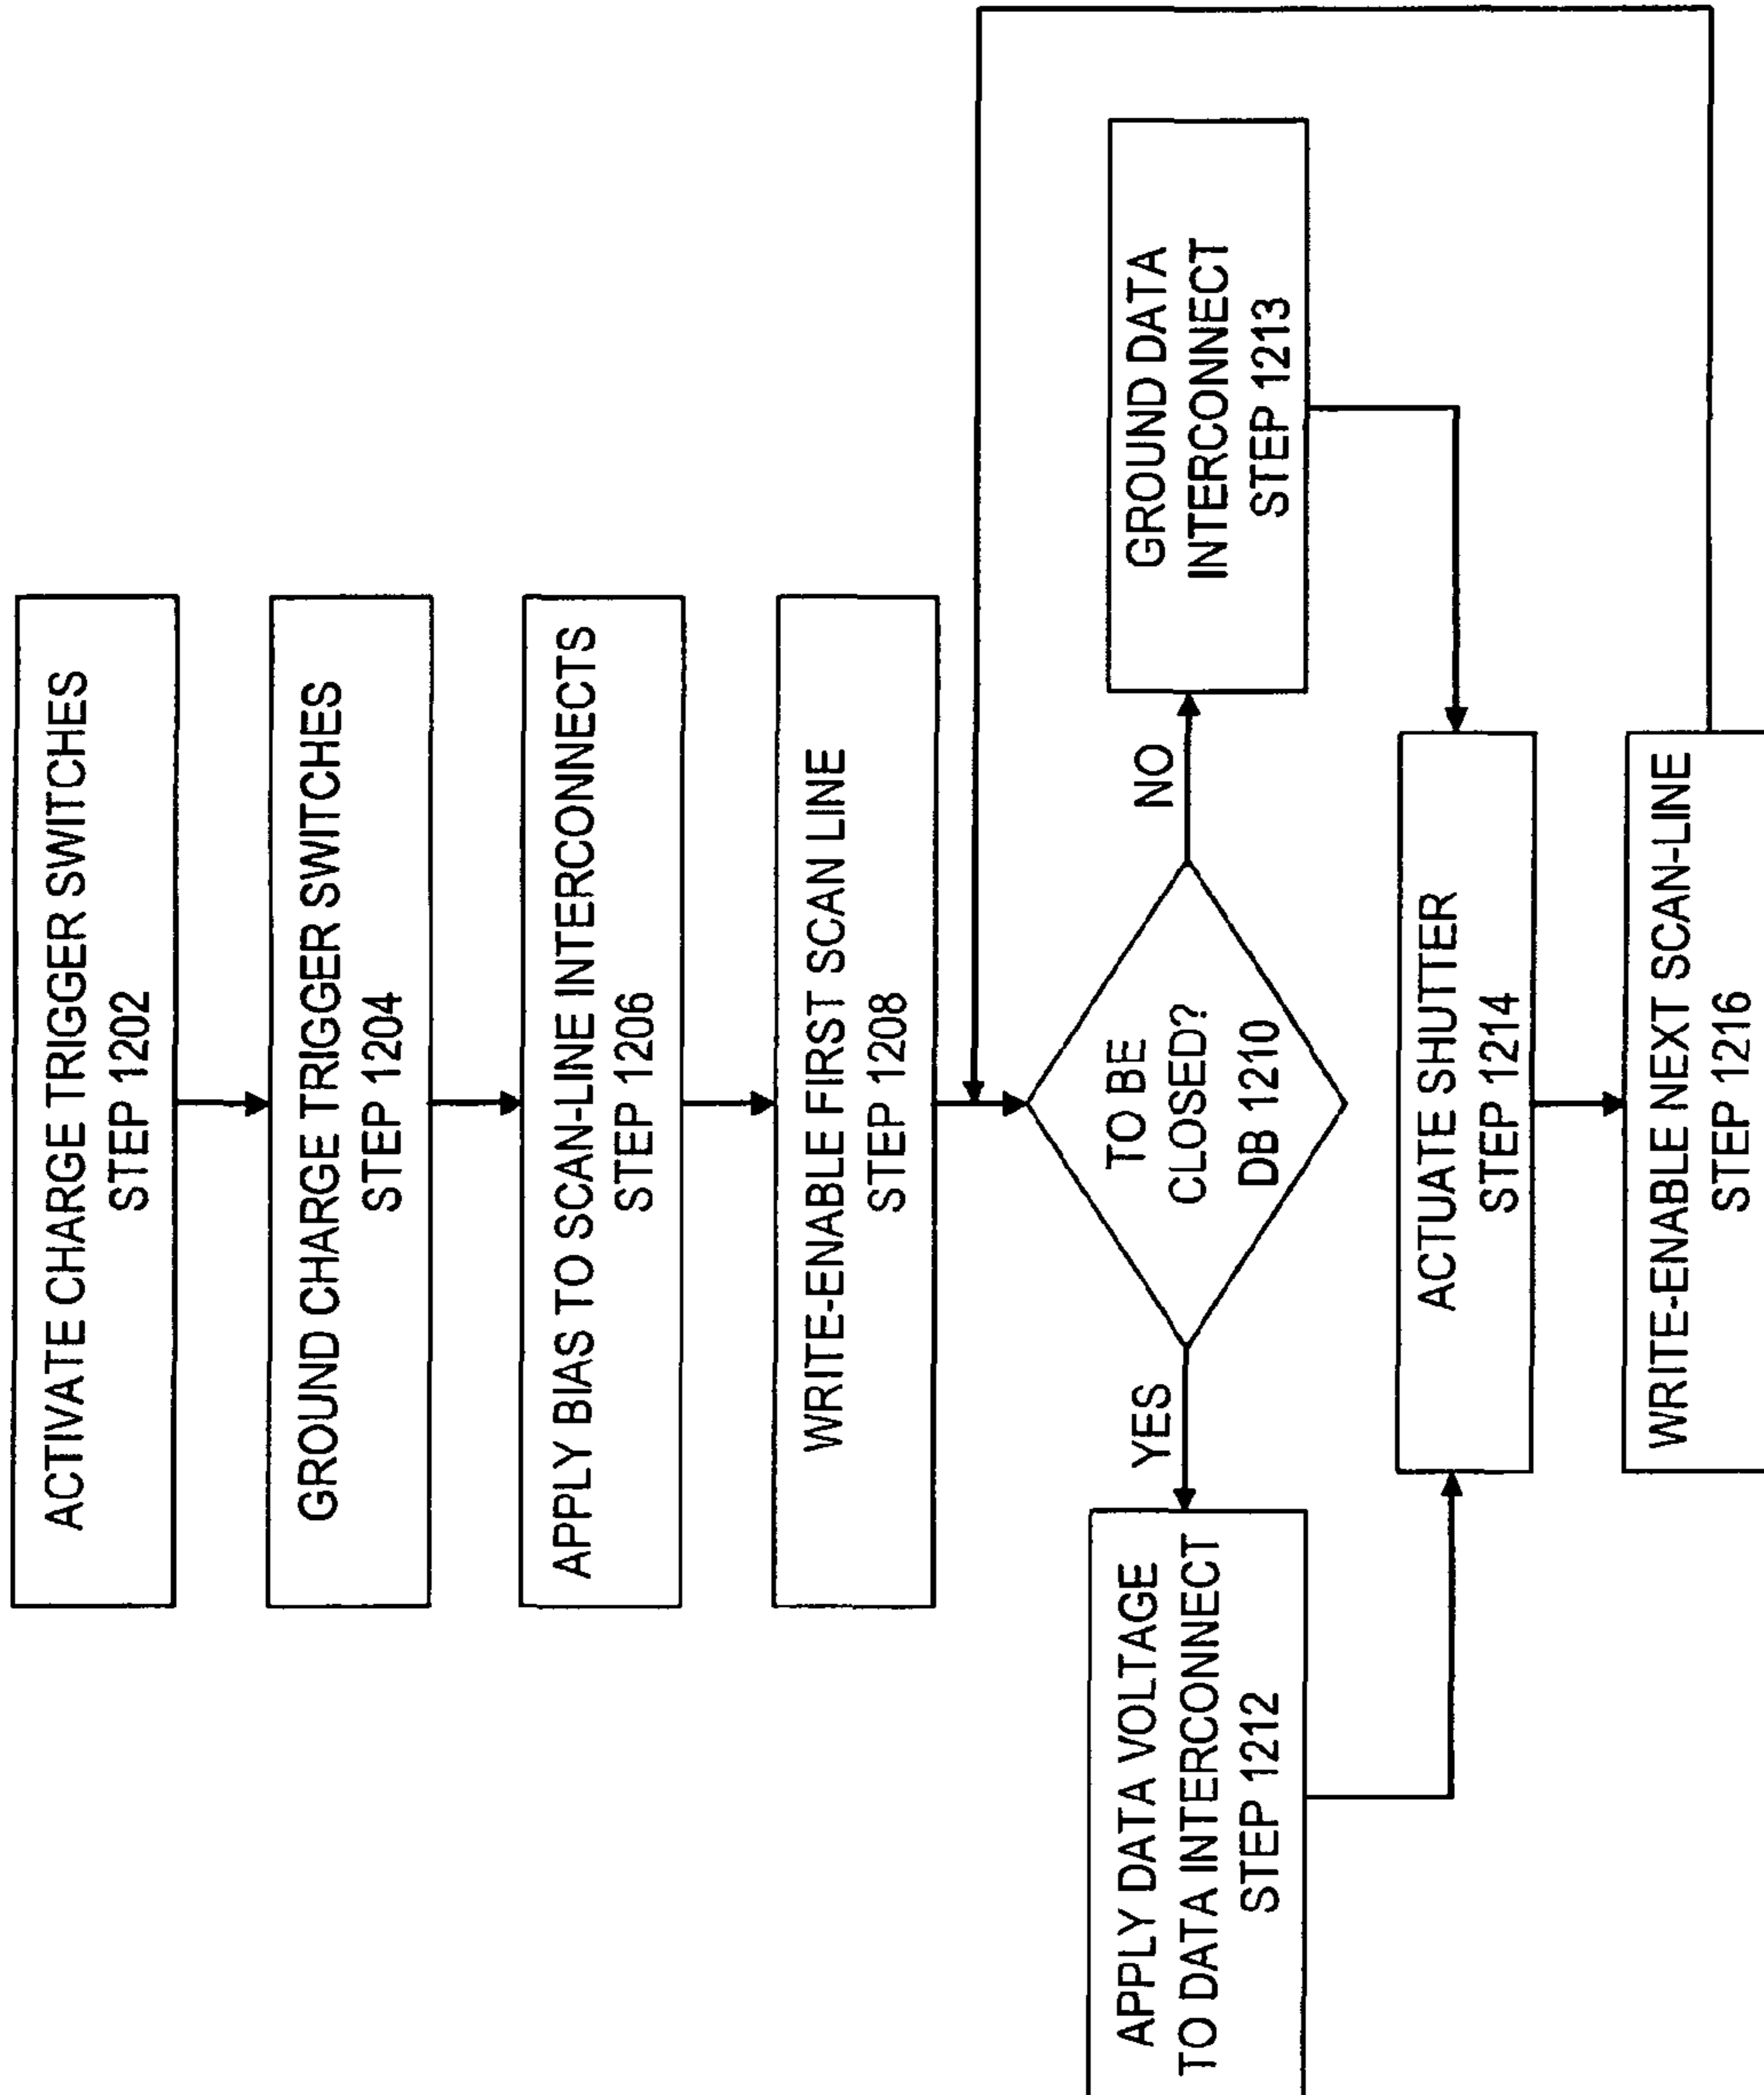 ACTIVATE CHARGE TRIGGER SWITCHES
STEP 1202
GROUND CHARGE TRIGGER SWITCHES
STEP 1204
APPLY BIAS TO SCAN-LINE INTERCONNECTS
STEP 1206
WRITE-ENABLE FIRST SCAN LINE
STEP 1208
TO BE
CLOSED?
DB 1210
YES
NO
APPLY DATA VOLTAGE
TO DATA INTERCONNECT
STEP 1212
GROUND DATA
INTERCONNECT
STEP 1213
ACTUATE SHUTTER
STEP 1214
WRITE-ENABLE NEXT SCAN-LINE
STEP 1216